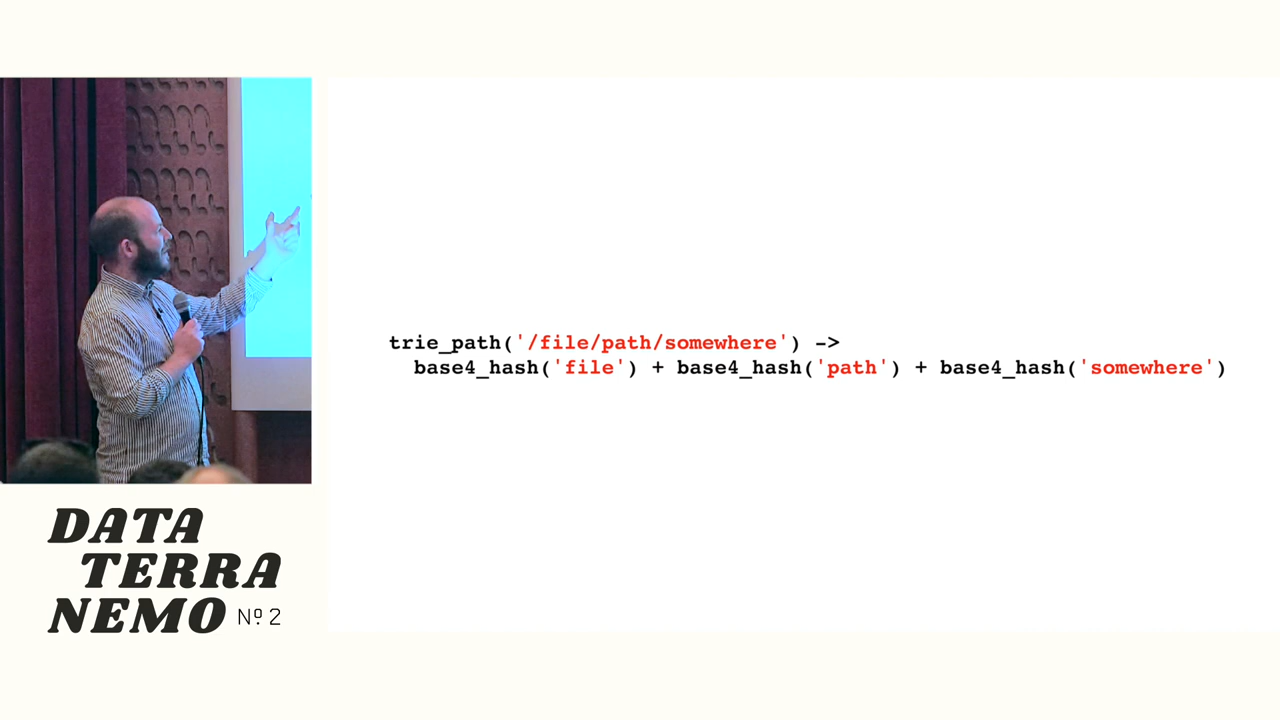 trie_path('/file/path/somewhere') ->
base4_hash('file') + base4_hash('path') + base4_hash('somewhere')
DATA
TERRA
NEMO Nº 2